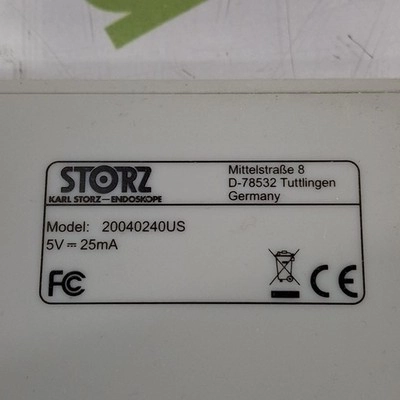 STORZ
KARL STORZ—ENDOSKOPE
Mittelstraße 8
D-78532 Tuttlingen
Germany
Model: 20040240US
5V ⎓ 25mA
FC
CE